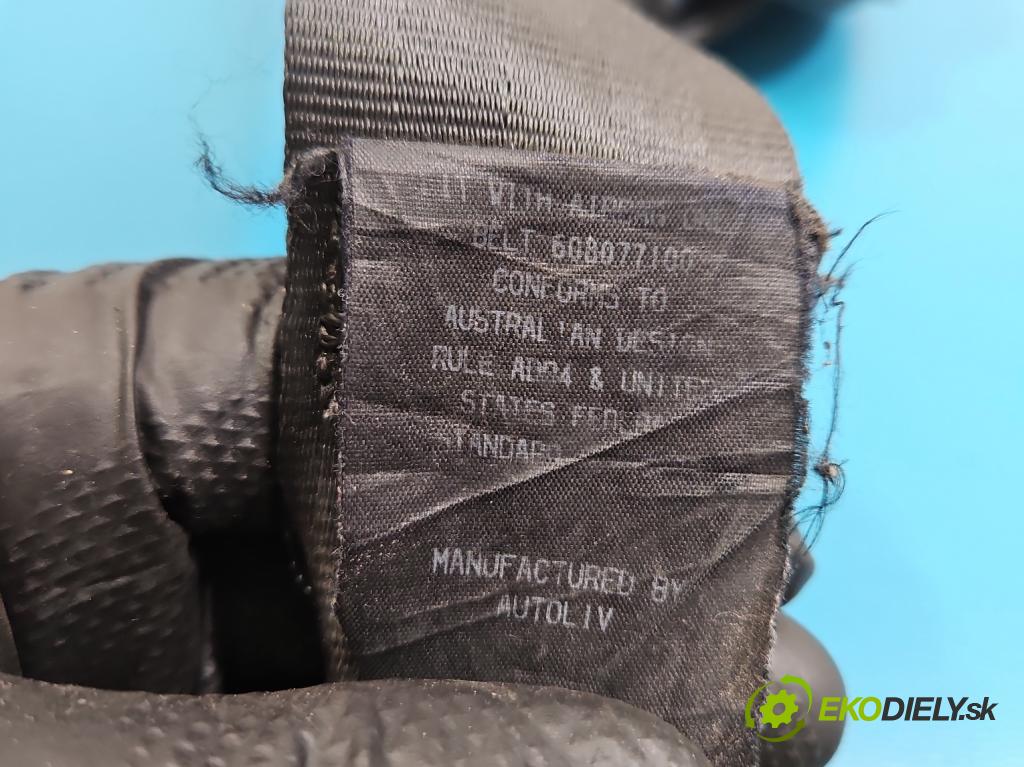 BELT 608077100
CONFORMS TO
AUSTRALIAN DESIGN
RULE ADR4 & UNITED
STATES
STANDARD
MANUFACTURED BY
AUTOLIV
EKODIELY.sk